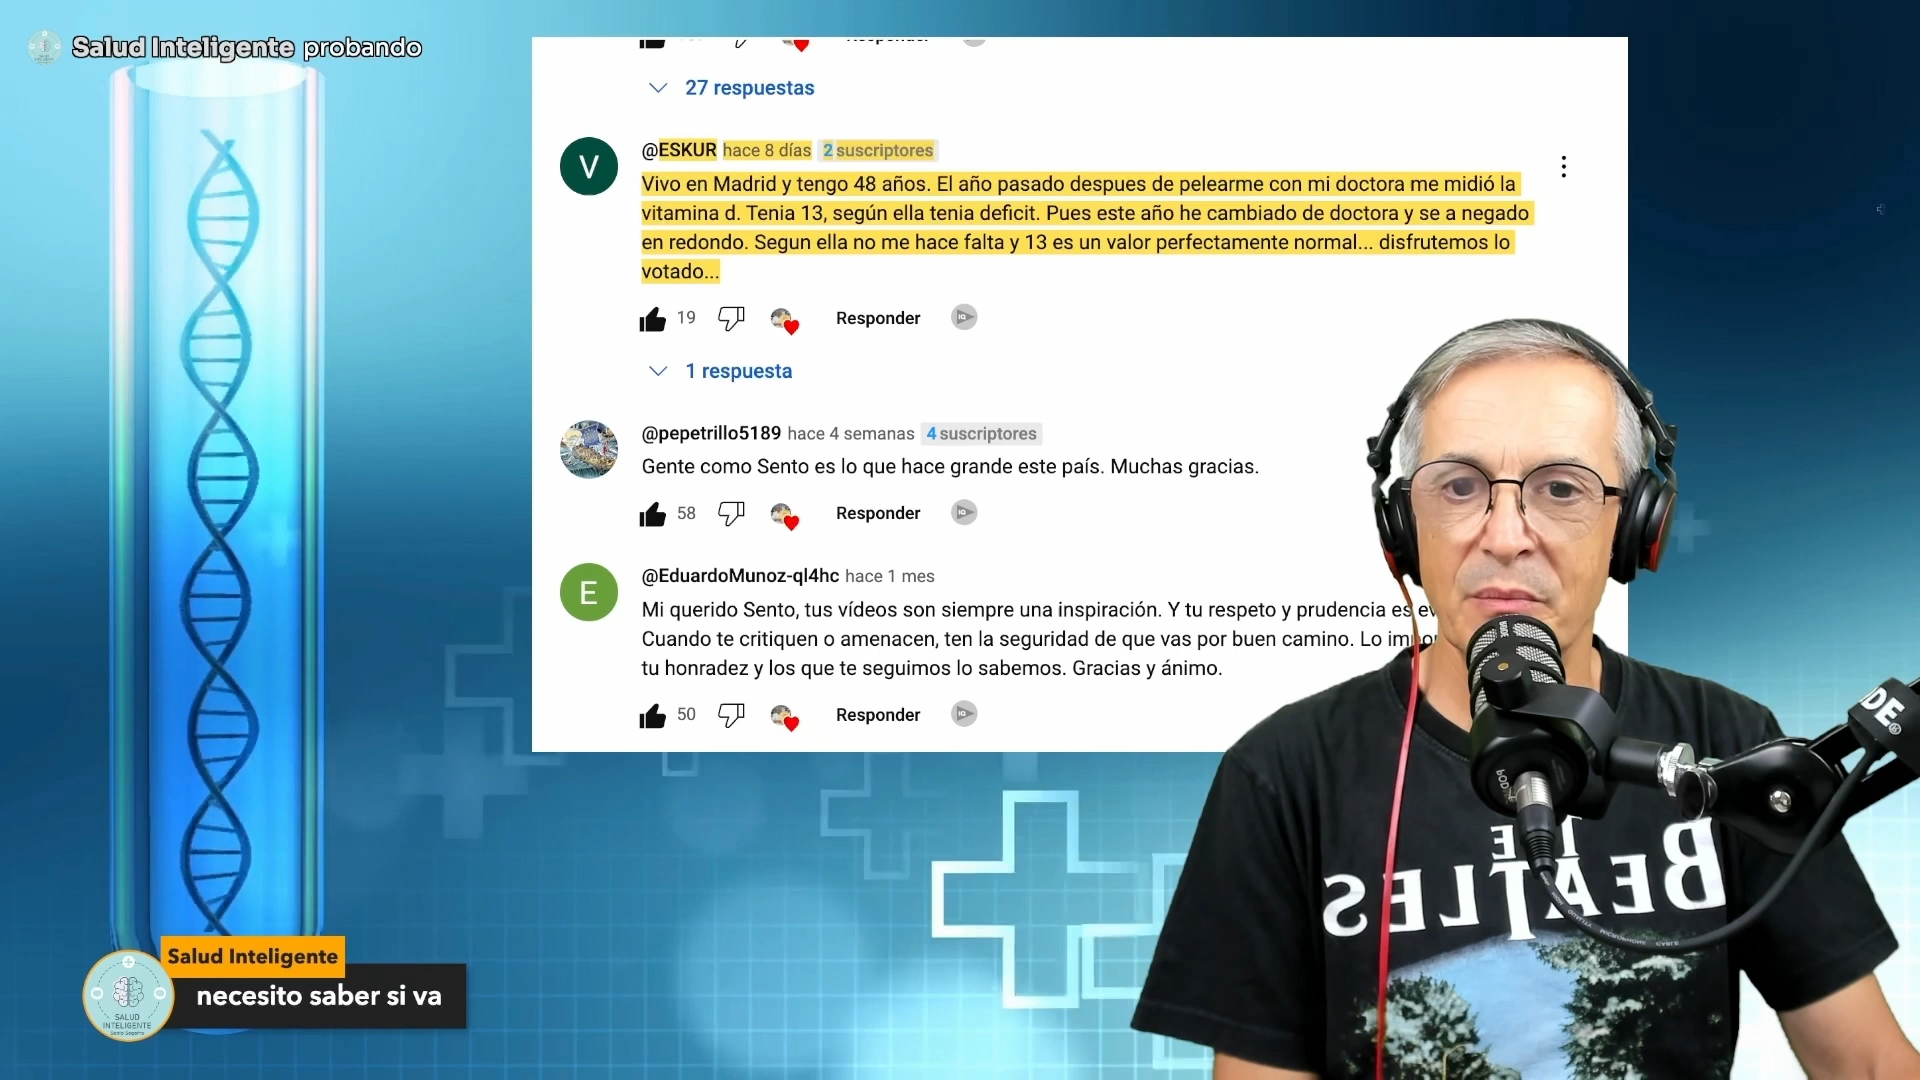 Salud Inteligente probando
Responder
27 respuestas
@ESKUR hace 8 días 2 suscriptores
V
Vivo en Madrid y tengo 48 años. El año pasado despues de pelearme con mi doctora me midió la
vitamina d. Tenia 13, según ella tenia deficit. Pues este año he cambiado de doctora y se a negado
en redondo. Segun ella no me hace falta y 13 es un valor perfectamente normal... disfrutemos lo
votado...
19 Responder
1 respuesta
@pepetrillo5189 hace 4 semanas 4 suscriptores
Gente como Sento es lo que hace grande este país. Muchas gracias.
58 Responder
@EduardoMunoz-ql4hc hace 1 mes
E
Mi querido Sento, tus vídeos son siempre una inspiración. Y tu respeto y prudencia es
Cuando te critiquen o amenacen, ten la seguridad de que vas por buen camino. Lo
tu honradez y los que te seguimos lo sabemos. Gracias y ánimo.
50 Responder
THE
BEATLES
Salud Inteligente
necesito saber si va
SALUD
INTELIGENTE